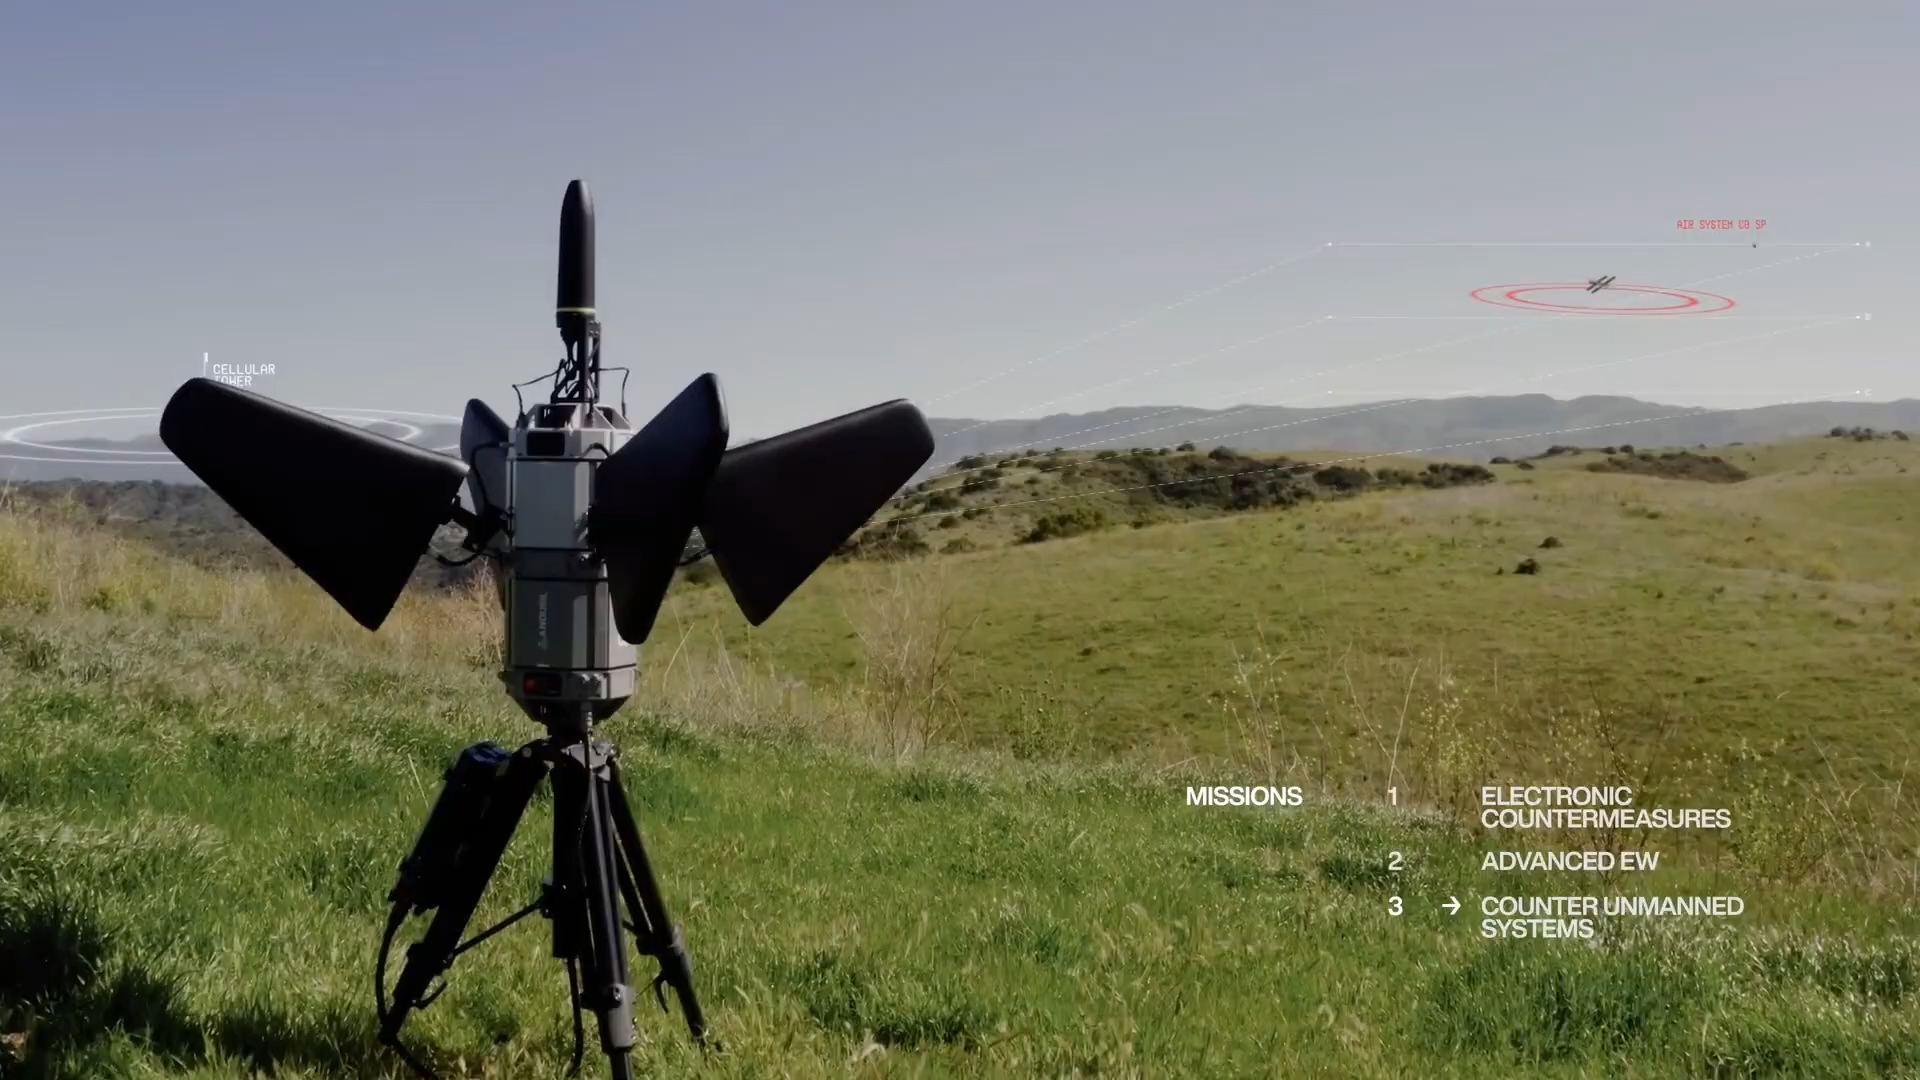 AIR SYSTEM
CELLULAR
TOWER
ANDURIL
MISSIONS
1
ELECTRONIC
COUNTERMEASURES
2
ADVANCED EW
3 → COUNTER UNMANNED
SYSTEMS